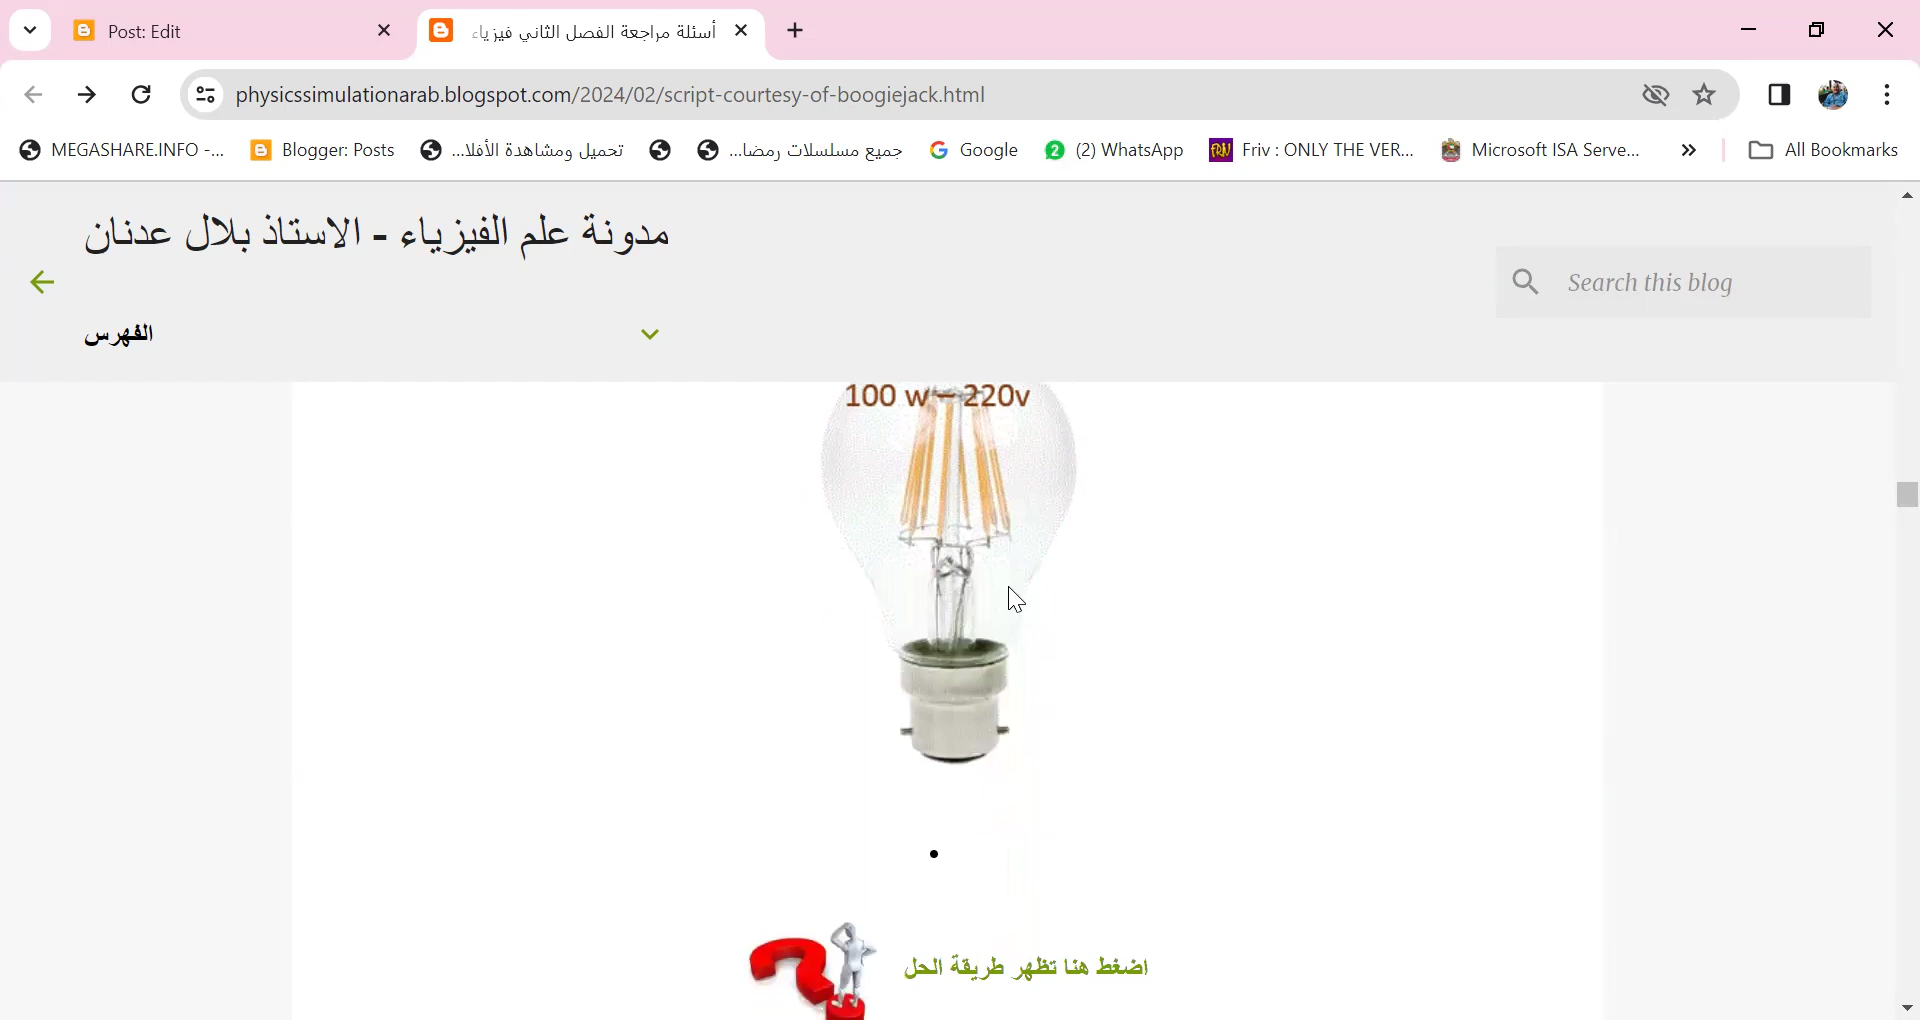 Post: Edit
أسئلة مراجعة الفصل الثاني فيزياء
physicssimulationarab.blogspot.com/2024/02/script-courtesy-of-boogiejack.html
MEGASHARE.INFO -...
Blogger: Posts
تحميل ومشاهدة الأفلا...
جميع مسلسلات رمضا...
Google
2
(2) WhatsApp
FRIV
Friv : ONLY THE VER...
Microsoft ISA Serve...
»
All Bookmarks
مدونة علم الفيزياء - الاستاذ بلال عدنان
Search this blog
الفهرس
100 w – 220v
اضغط هنا تظهر طريقة الحل